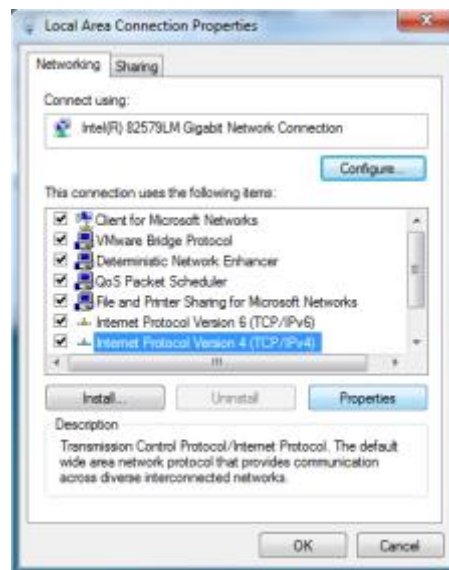 Local Area Connection Properties
Networking
Sharing
Connect using:
Intel(R) 82579LM Gigabit Network Connection
Configure...
This connection uses the following items:
Client for Microsoft Networks
VMware Bridge Protocol
Deterministic Network Enhancer
QoS Packet Scheduler
File and Printer Sharing for Microsoft Networks
Internet Protocol Version 6 (TCP/IPv6)
Internet Protocol Version 4 (TCP/IPv4)
Install...
Uninstall
Properties
Description
Transmission Control Protocol/Internet Protocol. The default
wide area network protocol that provides communication
across diverse interconnected networks.
OK
Cancel